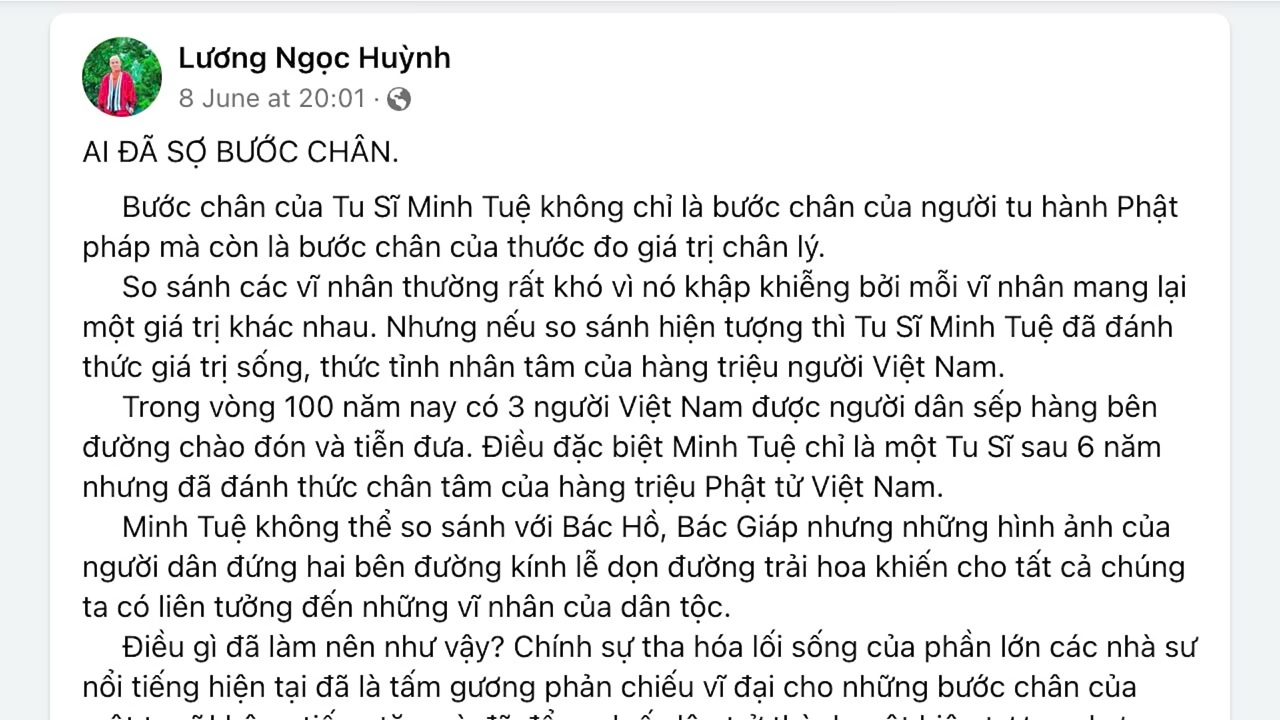 Lương Ngọc Huỳnh
8 June at 20:01 ·
AI ĐÃ SỢ BƯỚC CHÂN.
Bước chân của Tu Sĩ Minh Tuệ không chỉ là bước chân của người tu hành Phật
pháp mà còn là bước chân của thước đo giá trị chân lý.
So sánh các vĩ nhân thường rất khó vì nó khập khiễng bởi mỗi vĩ nhân mang lại
một giá trị khác nhau. Nhưng nếu so sánh hiện tượng thì Tu Sĩ Minh Tuệ đã đánh
thức giá trị sống, thức tỉnh nhân tâm của hàng triệu người Việt Nam.
Trong vòng 100 năm nay có 3 người Việt Nam được người dân sếp hàng bên
đường chào đón và tiễn đưa. Điều đặc biệt Minh Tuệ chỉ là một Tu Sĩ sau 6 năm
nhưng đã đánh thức chân tâm của hàng triệu Phật tử Việt Nam.
Minh Tuệ không thể so sánh với Bác Hồ, Bác Giáp nhưng những hình ảnh của
người dân đứng hai bên đường kính lễ dọn đường trải hoa khiến cho tất cả chúng
ta có liên tưởng đến những vĩ nhân của dân tộc.
Điều gì đã làm nên như vậy? Chính sự tha hóa lối sống của phần lớn các nhà sư
nổi tiếng hiện tại đã là tấm gương phản chiếu vĩ đại cho những bước chân của